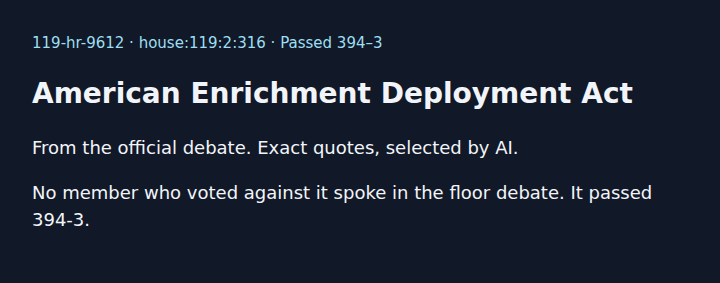 119-hr-9612 · house:119:2:316 · Passed 394–3
American Enrichment Deployment Act
From the official debate. Exact quotes, selected by AI.
No member who voted against it spoke in the floor debate. It passed
394-3.